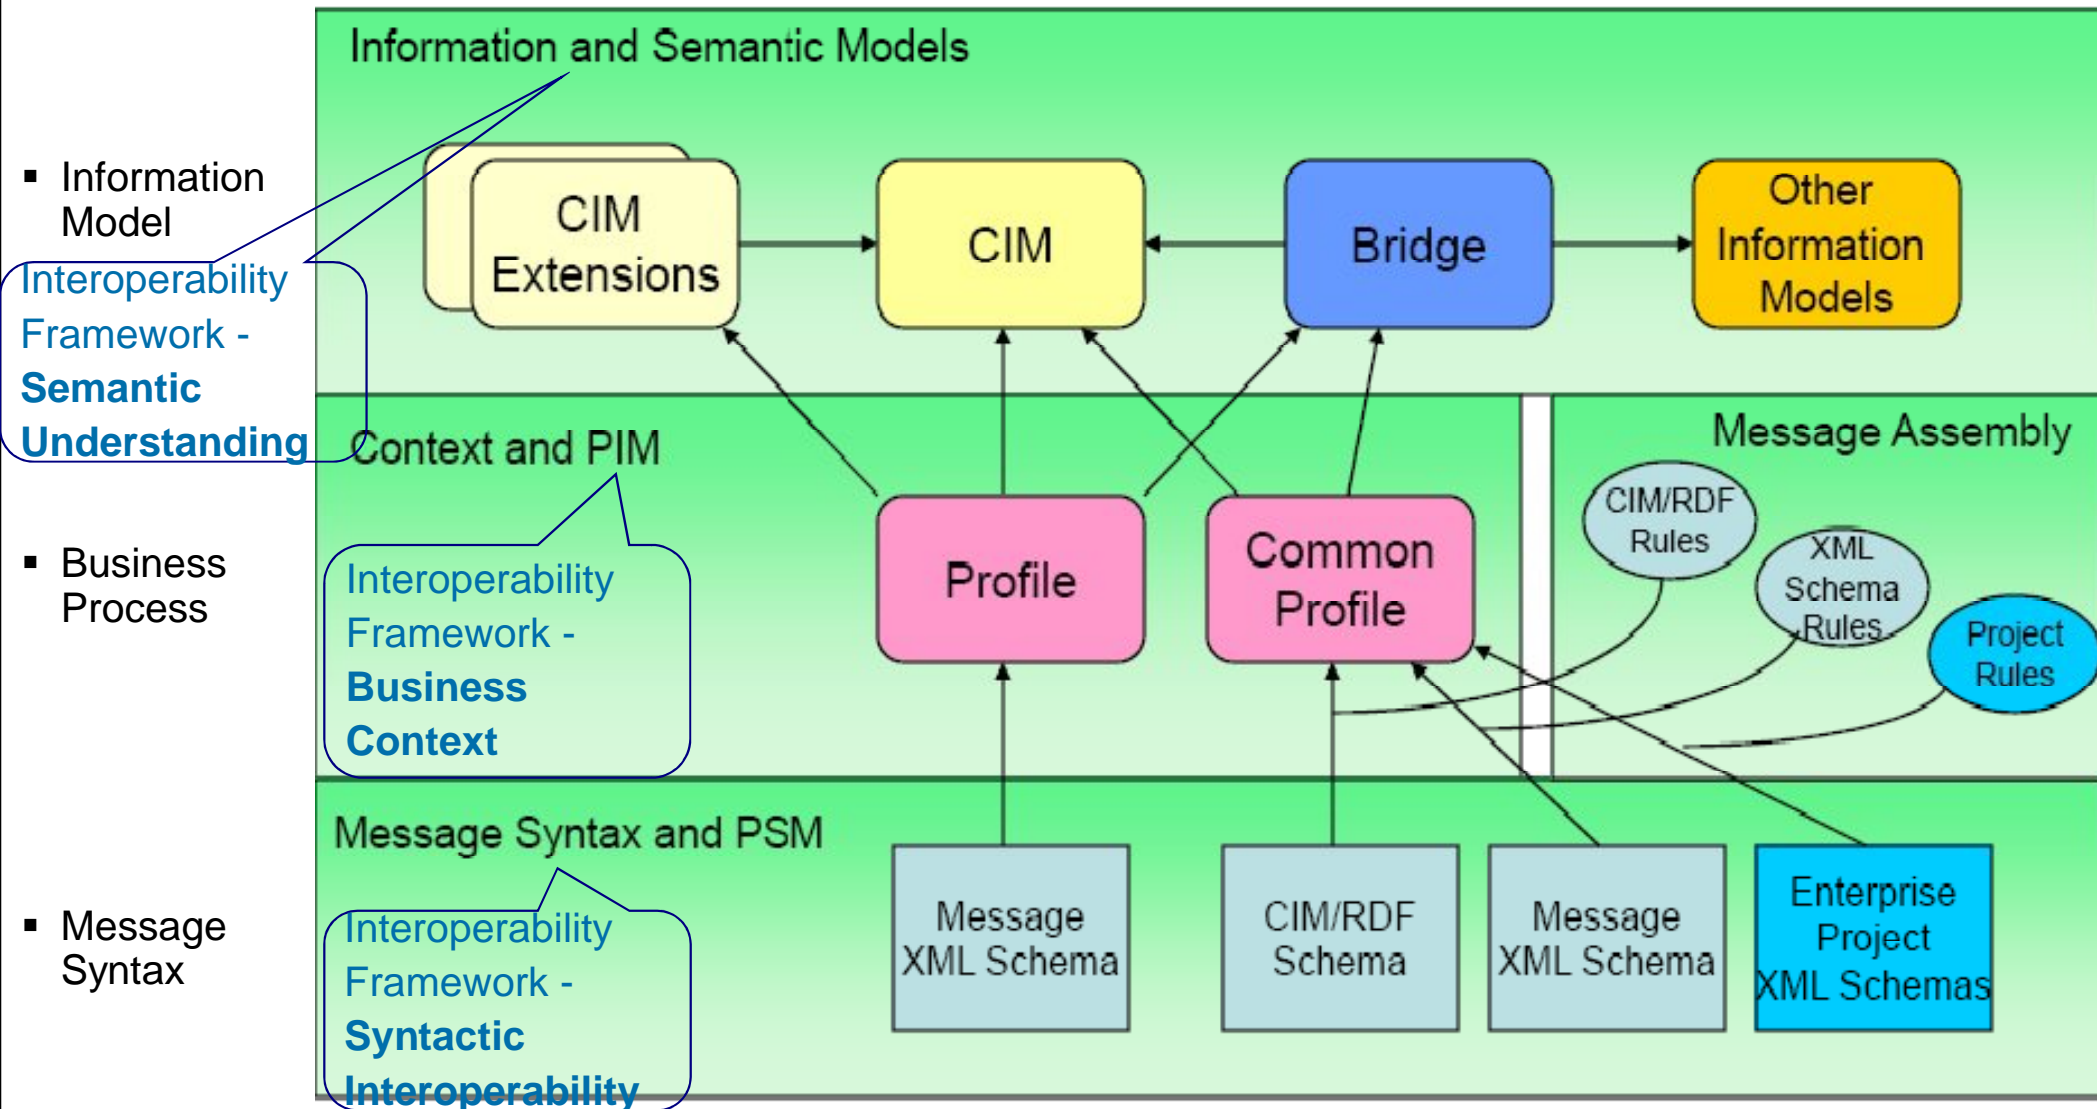 Information and Semantic Models
▪ Information
Model
Interoperability
Framework -
Semantic
Understanding
CIM
Extensions
CIM
Bridge
Other
Information
Models
Context and PIM
Message Assembly
▪ Business
Process
Interoperability
Framework -
Business
Context
Profile
Common
Profile
CIM/RDF
Rules
XML
Schema
Rules
Project
Rules
Message Syntax and PSM
▪ Message
Syntax
Interoperability
Framework -
Syntactic
Interoperability
Message
XML Schema
CIM/RDF
Schema
Message
XML Schema
Enterprise
Project
XML Schemas